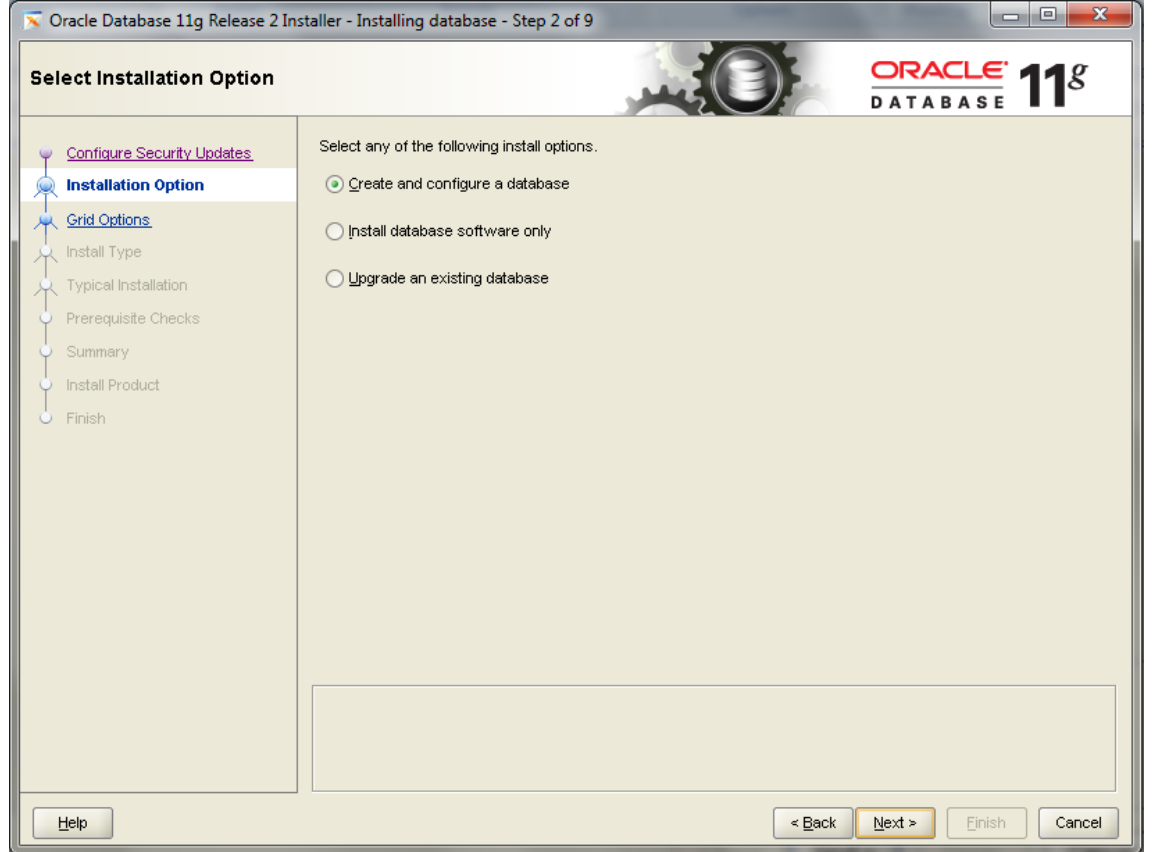 Oracle Database 11g Release 2 Installer - Installing database - Step 2 of 9
Select Installation Option
ORACLE
DATABASE 11g
Configure Security Updates
Installation Option
Grid Options
Install Type
Typical Installation
Prerequisite Checks
Summary
Install Product
Finish
Select any of the following install options.
Create and configure a database
Install database software only
Upgrade an existing database
Help
< Back
Next >
Finish
Cancel